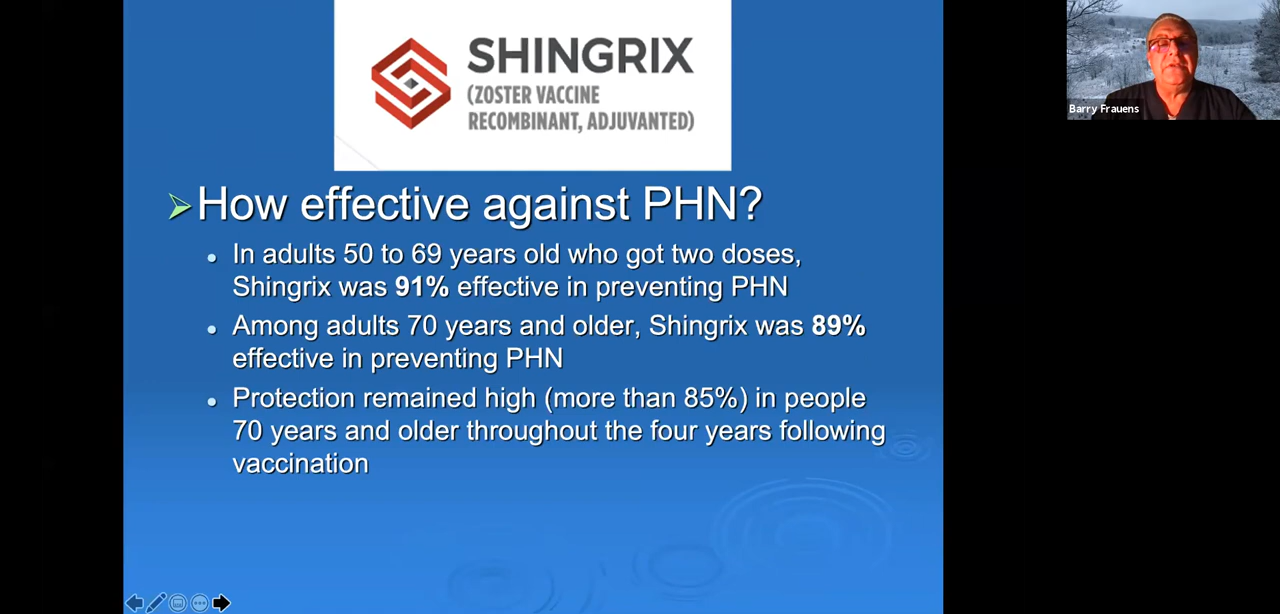 SHINGRIX
(ZOSTER VACCINE
RECOMBINANT, ADJUVANTED)
How effective against PHN?
In adults 50 to 69 years old who got two doses,
Shingrix was 91% effective in preventing PHN
Among adults 70 years and older, Shingrix was 89%
effective in preventing PHN
Protection remained high (more than 85%) in people
70 years and older throughout the four years following
vaccination
Barry Frauens